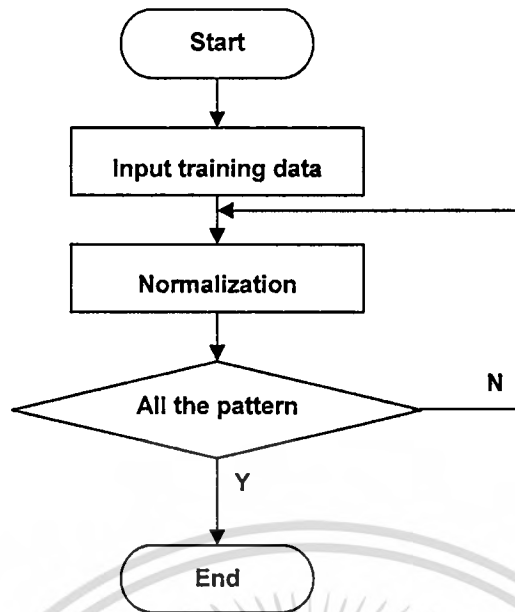 Start
Input training data
Normalization
All the pattern
N
Y
End